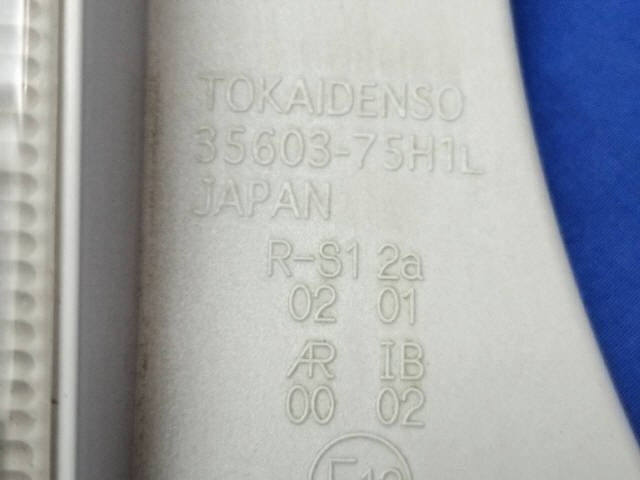 TOKAIDENSO
35603-75H1L
JAPAN
R-S1 2a
02 01
AR IB
00 02